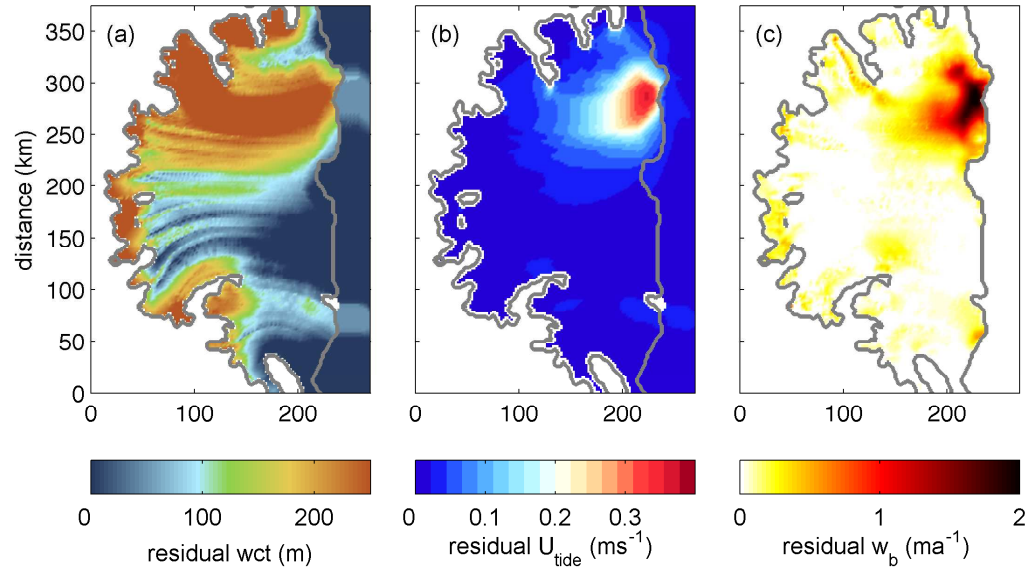 (a)
(b)
(c)
distance (km)
350
300
250
200
150
100
50
0
0 100 200
0 100 200
0 100 200
0 100 200
residual wct (m)
0 0.1 0.2 0.3
residual U_tide (ms^-1)
0 1 2
residual w_b (ma^-1)